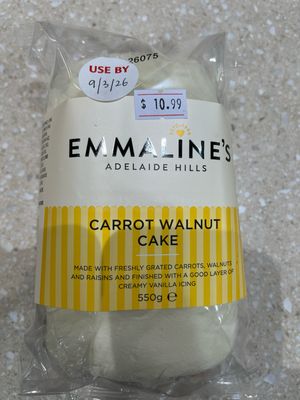 26075
USE BY
9/3/26
$ 10.99
EMMALINE'S
ADELAIDE HILLS
CARROT WALNUT
CAKE
MADE WITH FRESHLY GRATED CARROTS, WALNUTS
AND RAISINS AND FINISHED WITH A GOOD LAYER OF
CREAMY VANILLA ICING
550g ℮